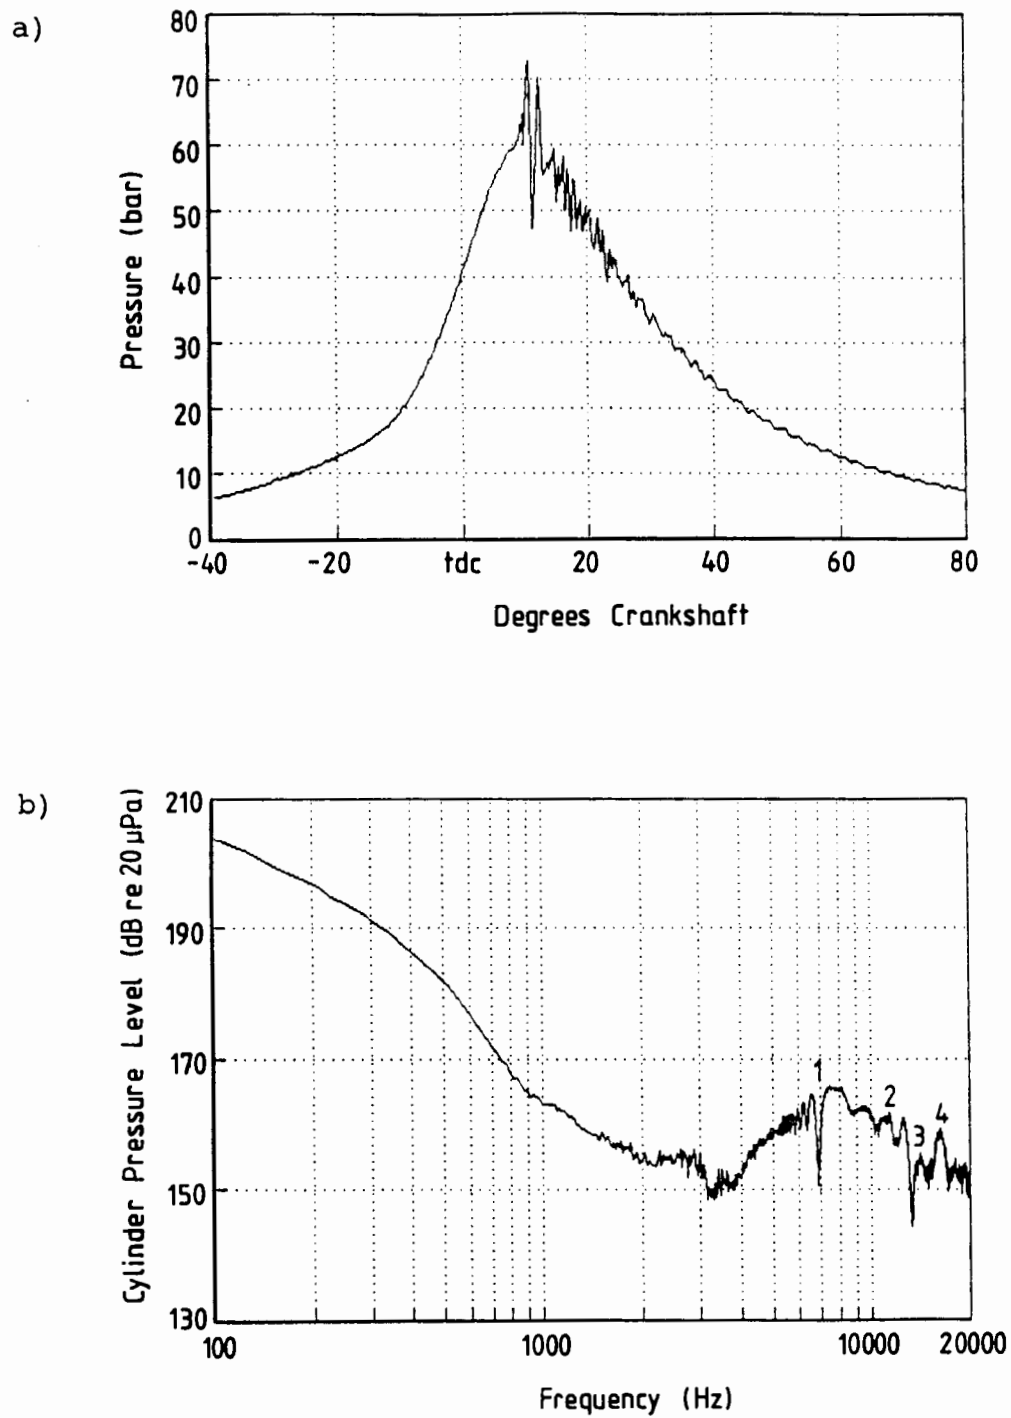 a)
Pressure (bar)
80
70
60
50
40
30
20
10
0
-40 -20 tdc 20 40 60 80
Degrees Crankshaft
b)
Cylinder Pressure Level (dB re 20 µPa)
210
190
170
150
130
1 2 3 4
100 1000 10000 20000
Frequency (Hz)